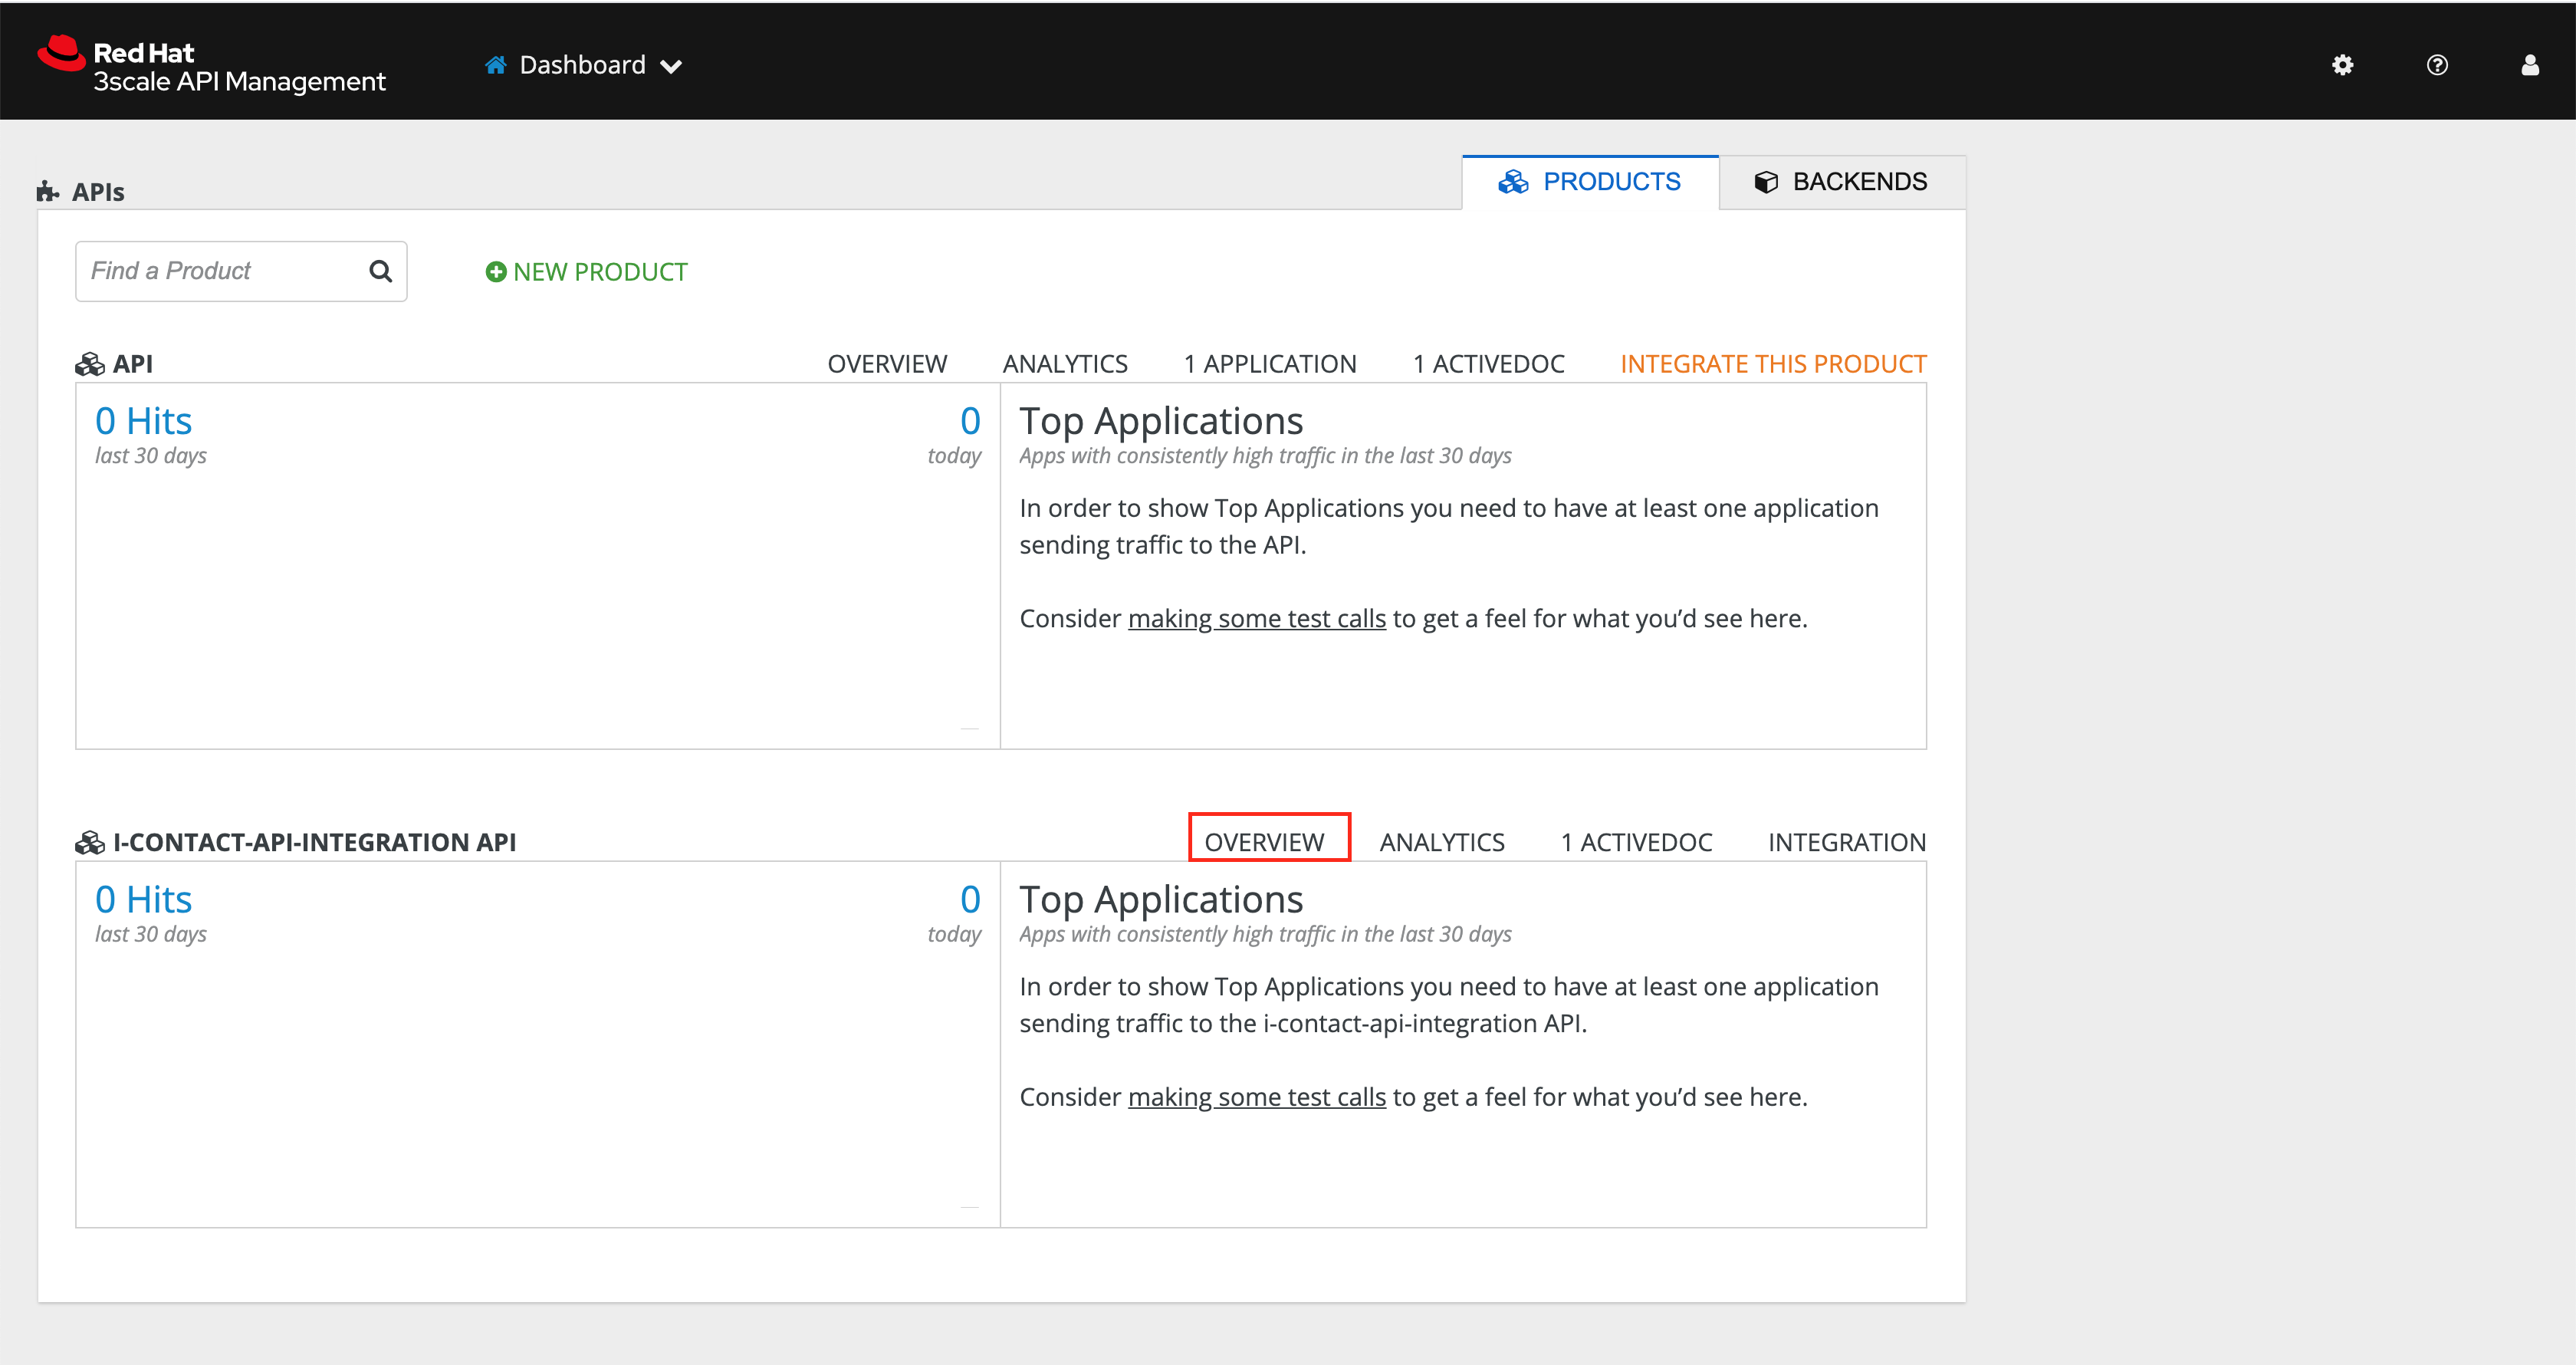 Red Hat
3scale API Management
Dashboard
APIs
PRODUCTS
BACKENDS
Find a Product
NEW PRODUCT
API
OVERVIEW
ANALYTICS
1 APPLICATION
1 ACTIVEDOC
INTEGRATE THIS PRODUCT
0 Hits
last 30 days
0
today
Top Applications
Apps with consistently high traffic in the last 30 days
In order to show Top Applications you need to have at least one application
sending traffic to the API.
Consider making some test calls to get a feel for what you’d see here.
I-CONTACT-API-INTEGRATION API
OVERVIEW
ANALYTICS
1 ACTIVEDOC
INTEGRATION
0 Hits
last 30 days
0
today
Top Applications
Apps with consistently high traffic in the last 30 days
In order to show Top Applications you need to have at least one application
sending traffic to the i-contact-api-integration API.
Consider making some test calls to get a feel for what you’d see here.